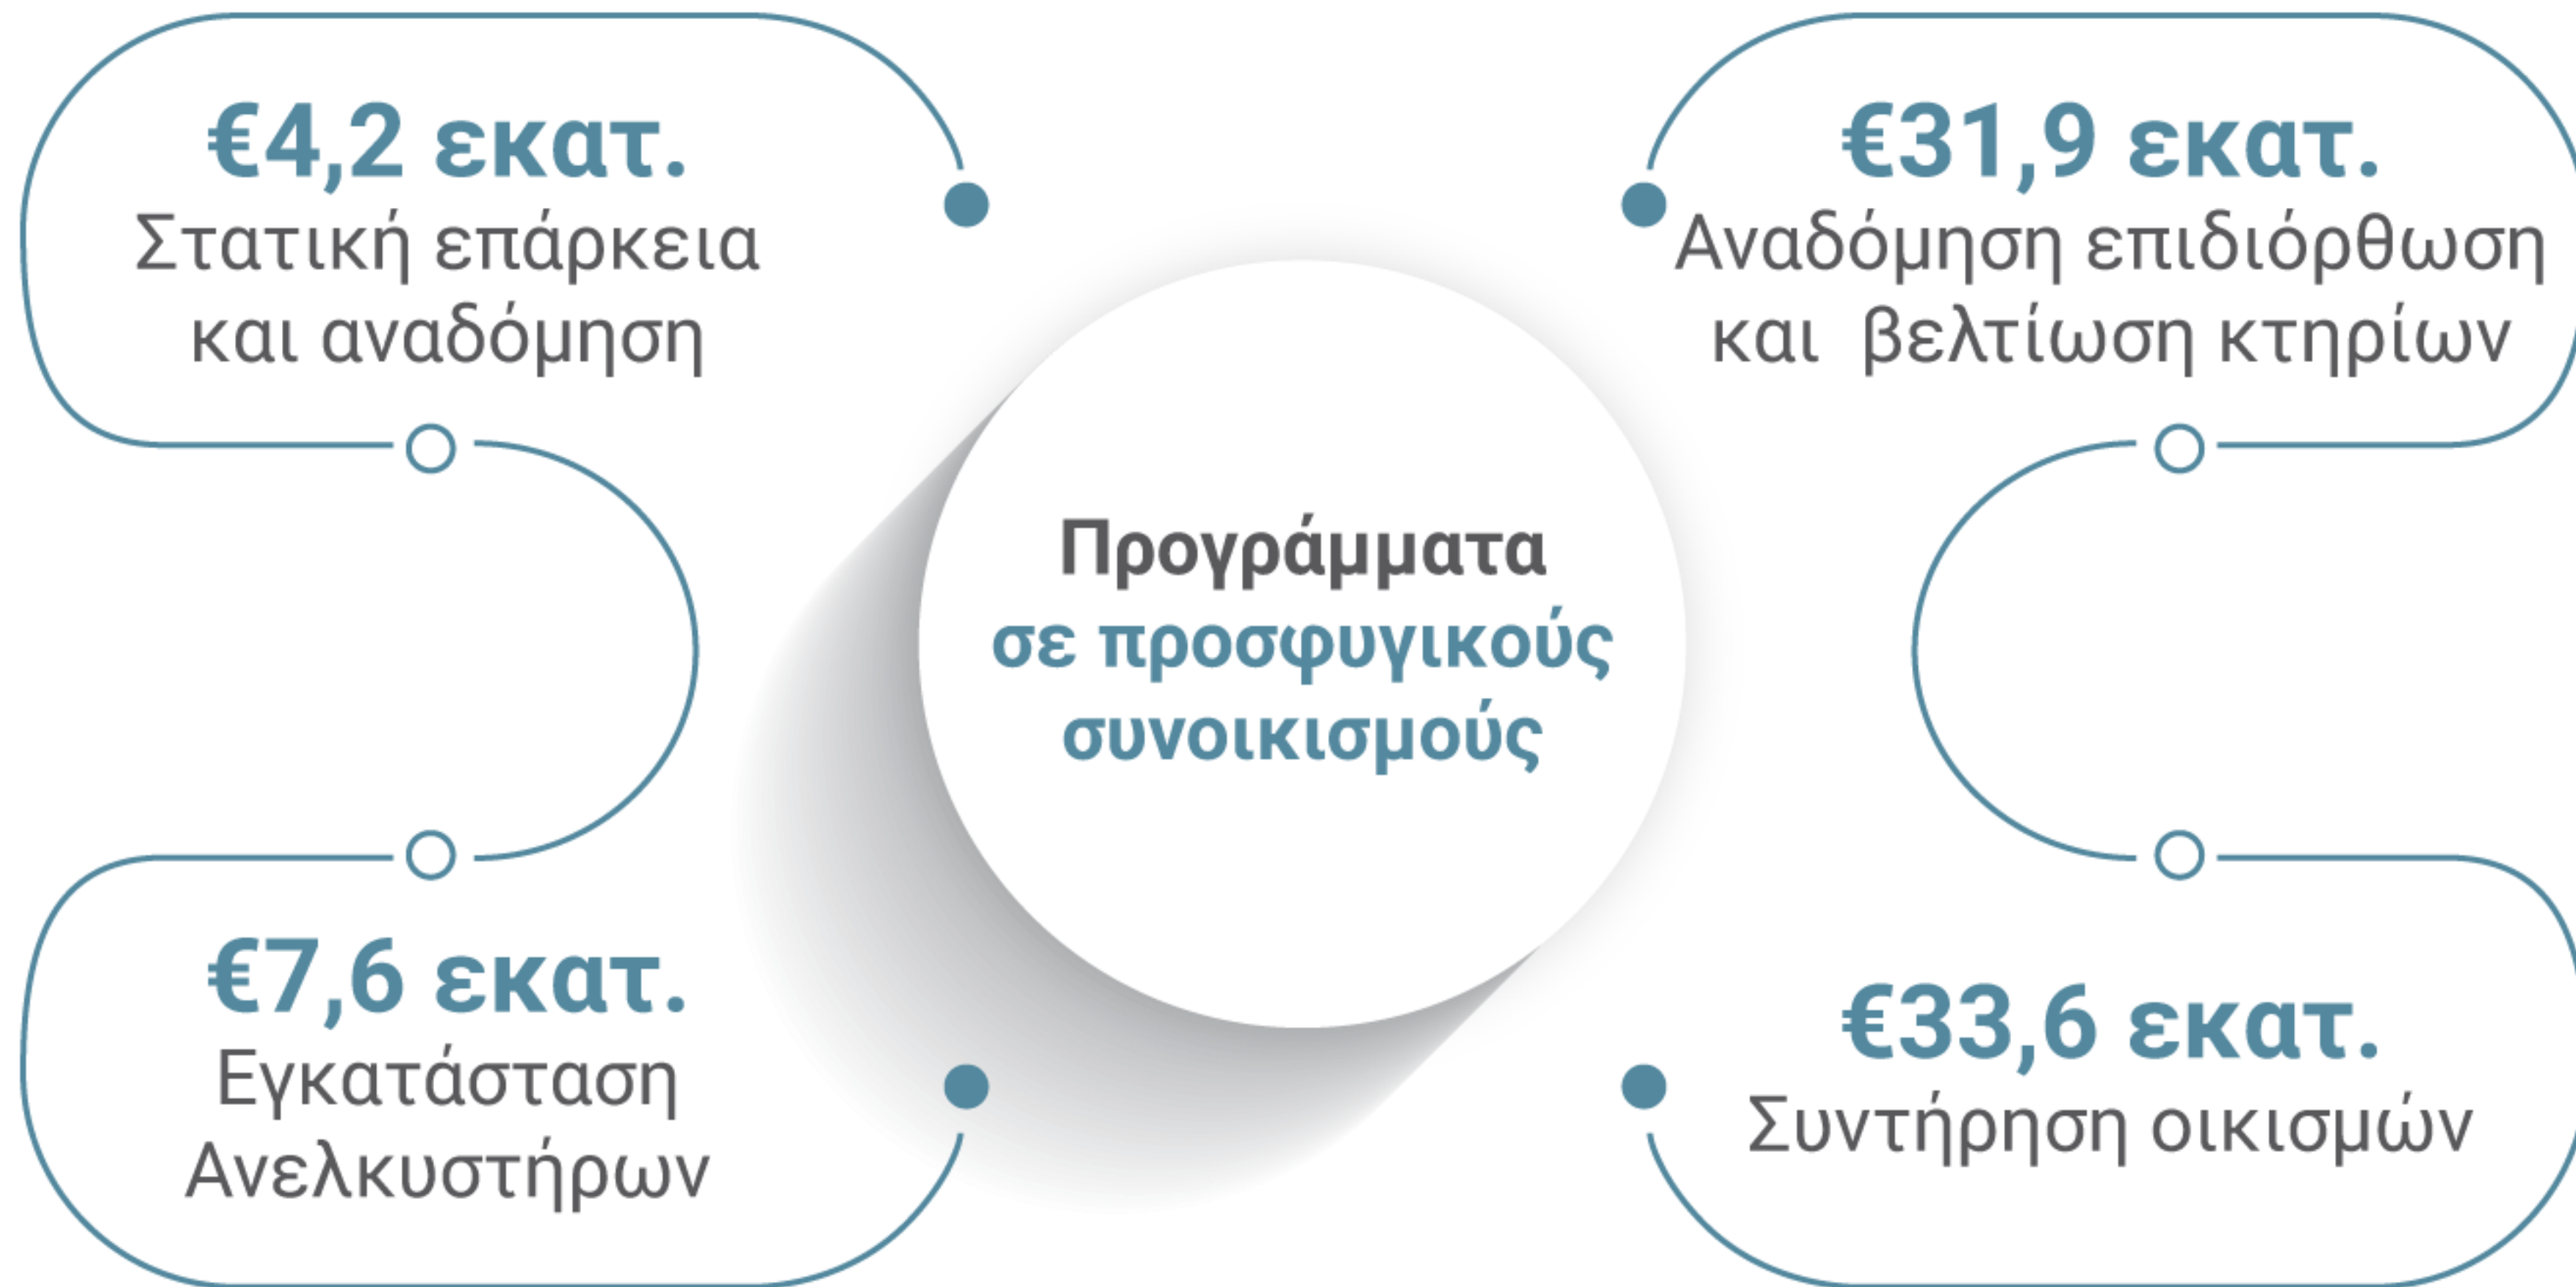 €4,2 εκατ.
Στατική επάρκεια
και αναδόμηση
€31,9 εκατ.
Αναδόμηση επιδιόρθωση
και βελτίωση κτηρίων
Προγράμματα
σε προσφυγικούς
συνοικισμούς
€7,6 εκατ.
Εγκατάσταση
Ανελκυστήρων
€33,6 εκατ.
Συντήρηση οικισμών